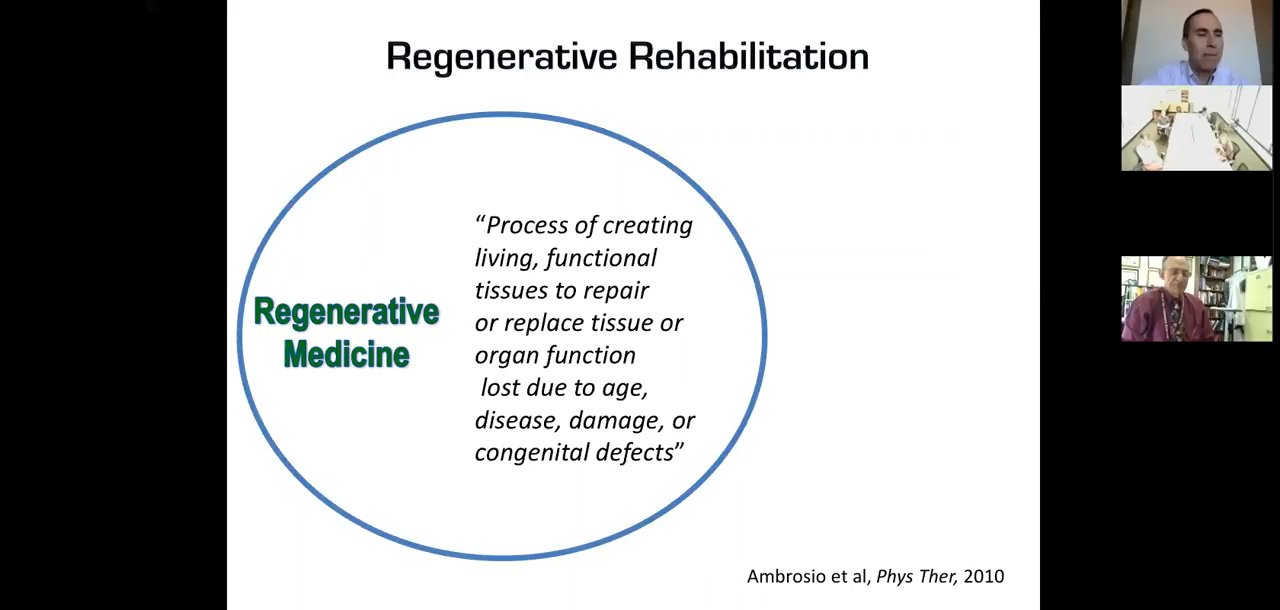 Regenerative Rehabilitation
Regenerative
Medicine
“Process of creating
living, functional
tissues to repair
or replace tissue or
organ function
lost due to age,
disease, damage, or
congenital defects”
Ambrosio et al, Phys Ther, 2010